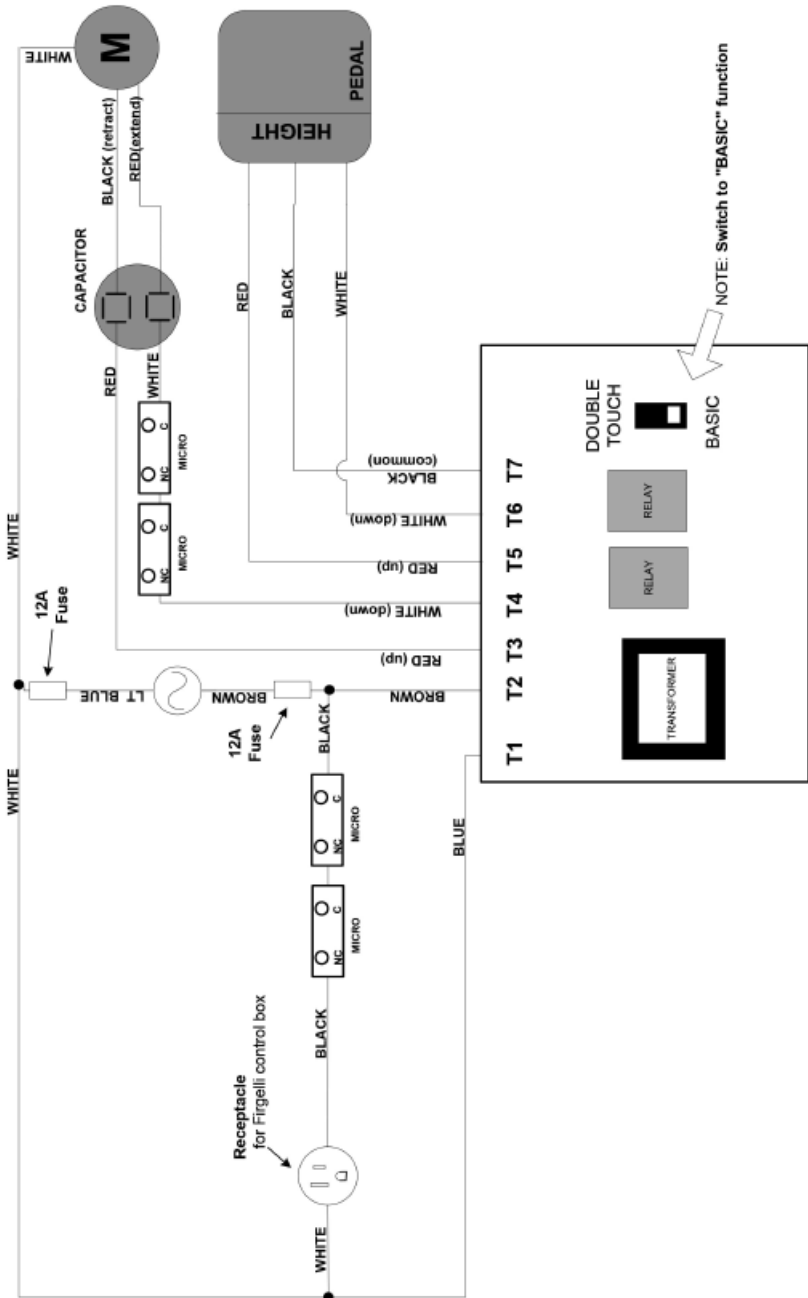 WHITE
M
BLACK (retract)
RED(extend)
CAPACITOR
RED
WHITE
C
NC
MICRO
C
NC
MICRO
HEIGHT
PEDAL
RED
BLACK
WHITE
WHITE
12A
Fuse
LT BLUE
BROWN
12A
Fuse
BLACK
BROWN
RED (up)
WHITE (down)
RED (up)
WHITE (down)
BLACK
(common)
WHITE
C
NC
MICRO
C
NC
MICRO
BLACK
BLUE
Receptacle
for Firgelli control box
WHITE
T1
T2
T3
T4
T5
T6
T7
TRANSFORMER
RELAY
RELAY
DOUBLE
TOUCH
BASIC
NOTE: Switch to "BASIC" function